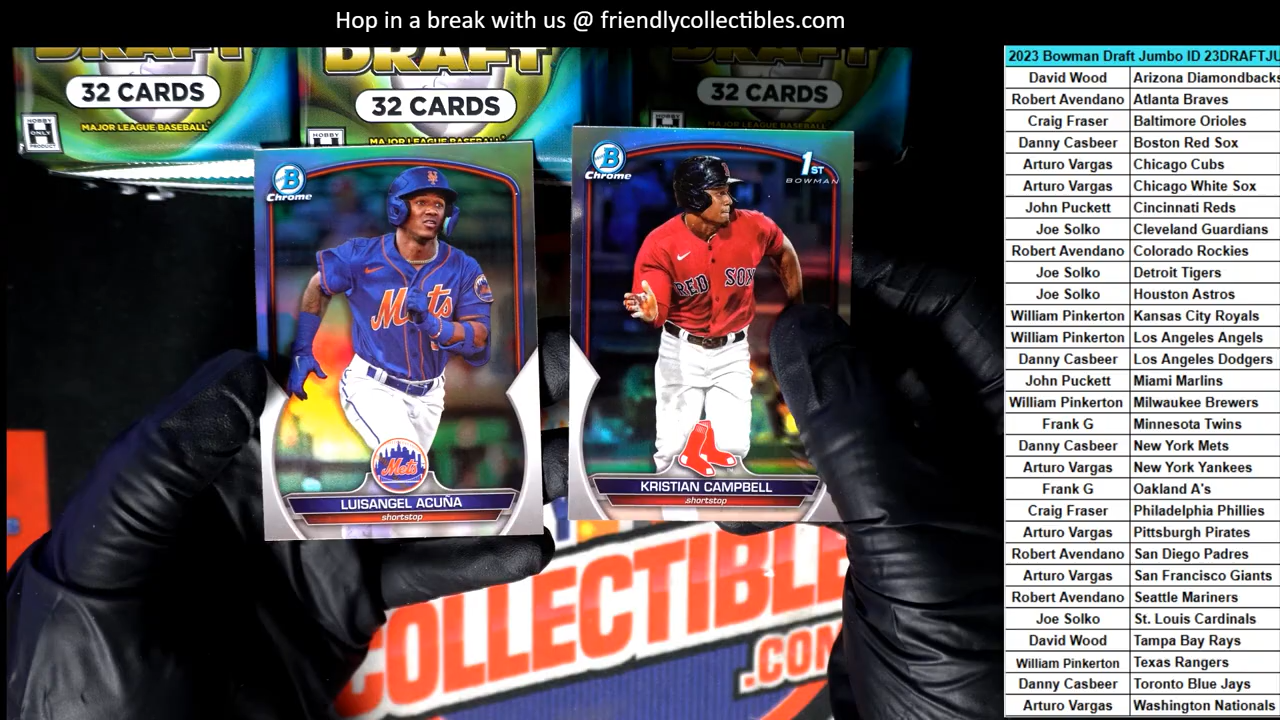 Hop in a break with us @ friendlycollectibles.com
DRAFT
32 CARDS
MAJOR LEAGUE BASEBALL
HOBBY
H
ONLY
PRODUCT
DRAFT
32 CARDS
MAJOR LEAGUE BASEBALL
HOBBY
DRAFT
32 CARDS
B
Chrome
M
Mets
Mets
LUISANGEL ACUÑA
shortstop
B
Chrome
1ST
BOWMAN
RED SOX
KRISTIAN CAMPBELL
shortstop
COLLECTIBLE
.COM
2023 Bowman Draft Jumbo ID 23DRAFTJU
David Wood Arizona Diamondbacks
Robert Avendano Atlanta Braves
Craig Fraser Baltimore Orioles
Danny Casbeer Boston Red Sox
Arturo Vargas Chicago Cubs
Arturo Vargas Chicago White Sox
John Puckett Cincinnati Reds
Joe Solko Cleveland Guardians
Robert Avendano Colorado Rockies
Joe Solko Detroit Tigers
Joe Solko Houston Astros
William Pinkerton Kansas City Royals
William Pinkerton Los Angeles Angels
Danny Casbeer Los Angeles Dodgers
John Puckett Miami Marlins
William Pinkerton Milwaukee Brewers
Frank G Minnesota Twins
Danny Casbeer New York Mets
Arturo Vargas New York Yankees
Frank G Oakland A's
Craig Fraser Philadelphia Phillies
Arturo Vargas Pittsburgh Pirates
Robert Avendano San Diego Padres
Arturo Vargas San Francisco Giants
Robert Avendano Seattle Mariners
Joe Solko St. Louis Cardinals
David Wood Tampa Bay Rays
William Pinkerton Texas Rangers
Danny Casbeer Toronto Blue Jays
Arturo Vargas Washington Nationals